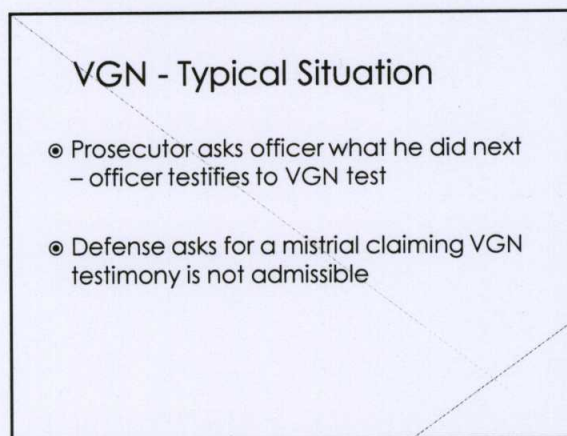 VGN - Typical Situation
◉ Prosecutor asks officer what he did next
– officer testifies to VGN test
◉ Defense asks for a mistrial claiming VGN
testimony is not admissible